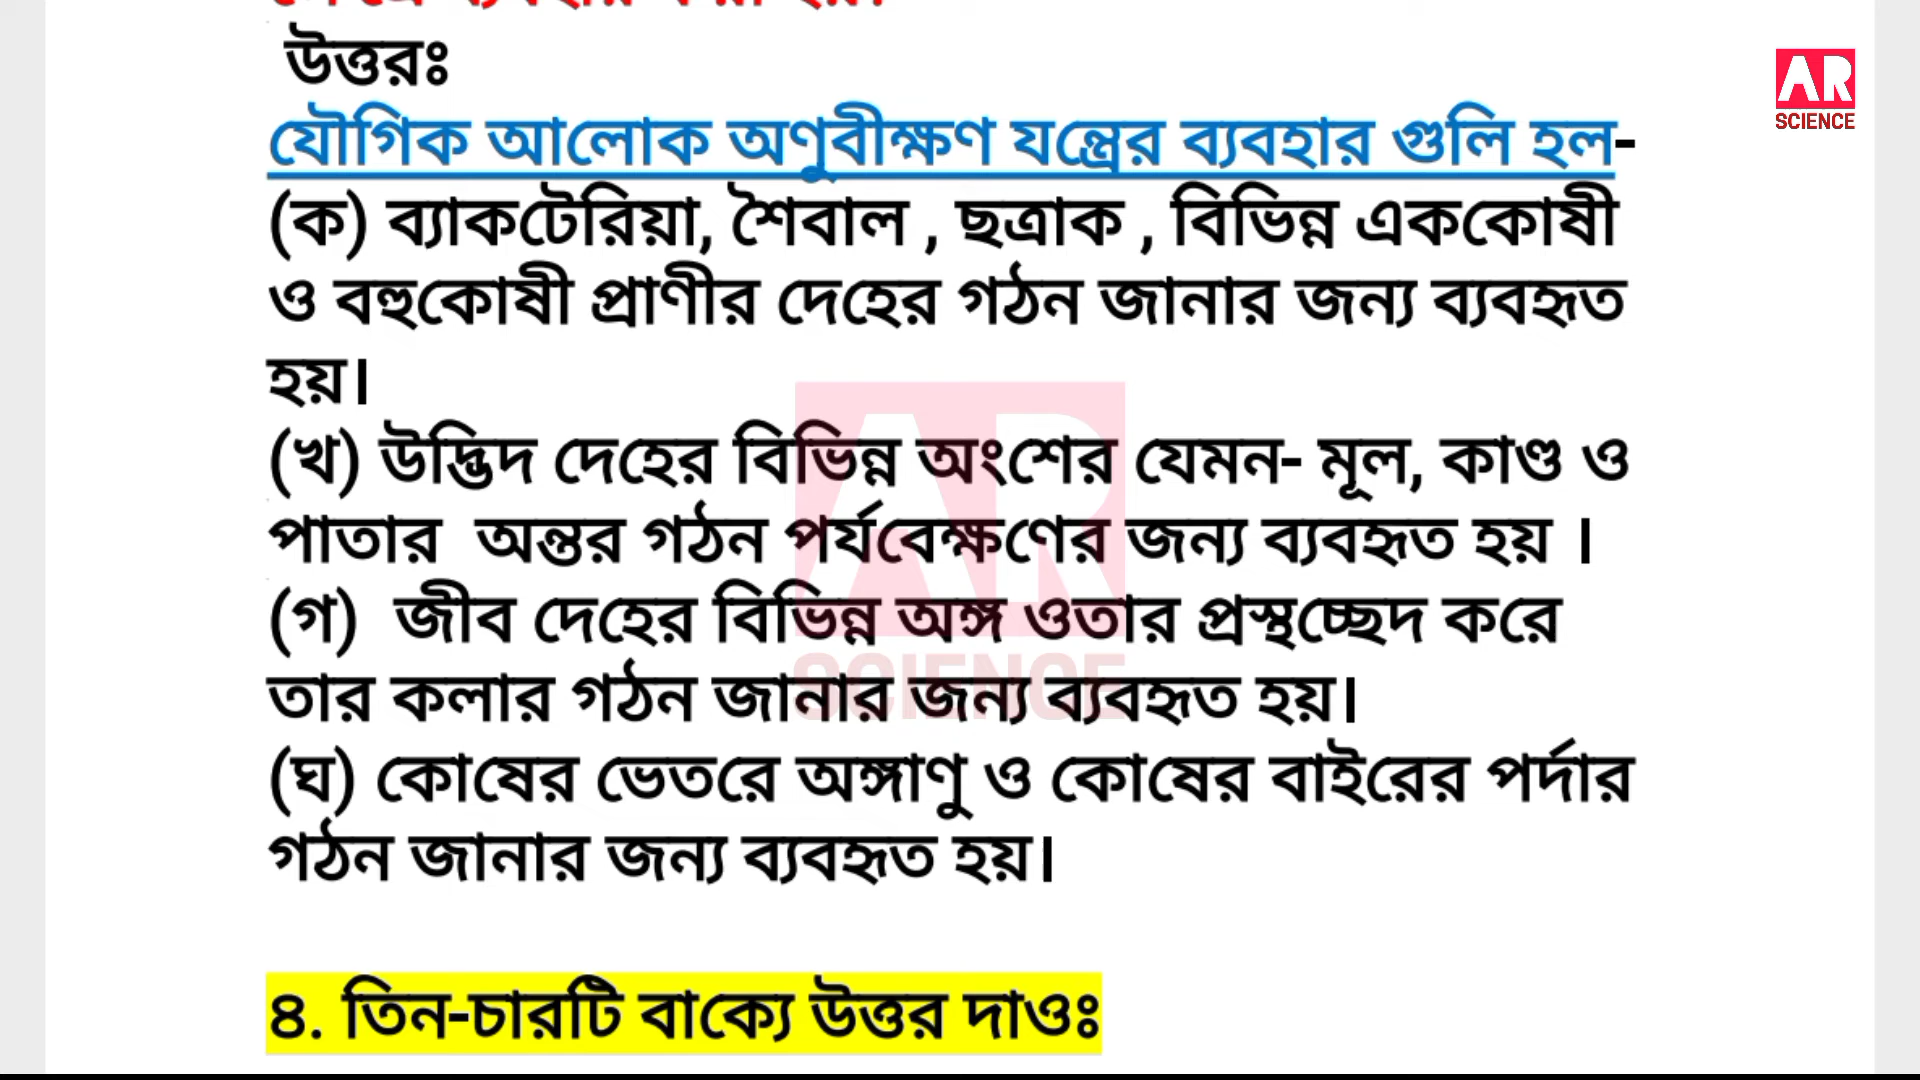 উত্তরঃ
AR
SCIENCE
যৌগিক আলোক অণুবীক্ষণ যন্ত্রের ব্যবহার গুলি হল-
(ক) ব্যাকটেরিয়া, শৈবাল , ছত্রাক , বিভিন্ন এককোষী
ও বহুকোষী প্রাণীর দেহের গঠন জানার জন্য ব্যবহৃত
হয়।
(খ) উদ্ভিদ দেহের বিভিন্ন অংশের যেমন- মূল, কাণ্ড ও
পাতার অন্তর গঠন পর্যবেক্ষণের জন্য ব্যবহৃত হয় ।
(গ) জীব দেহের বিভিন্ন অঙ্গ ওতার প্রস্থচ্ছেদ করে
তার কলার গঠন জানার জন্য ব্যবহৃত হয়।
(ঘ) কোষের ভেতরে অঙ্গাণু ও কোষের বাইরের পর্দার
গঠন জানার জন্য ব্যবহৃত হয়।
AR
SCIENCE
৪. তিন-চারটি বাক্যে উত্তর দাওঃ